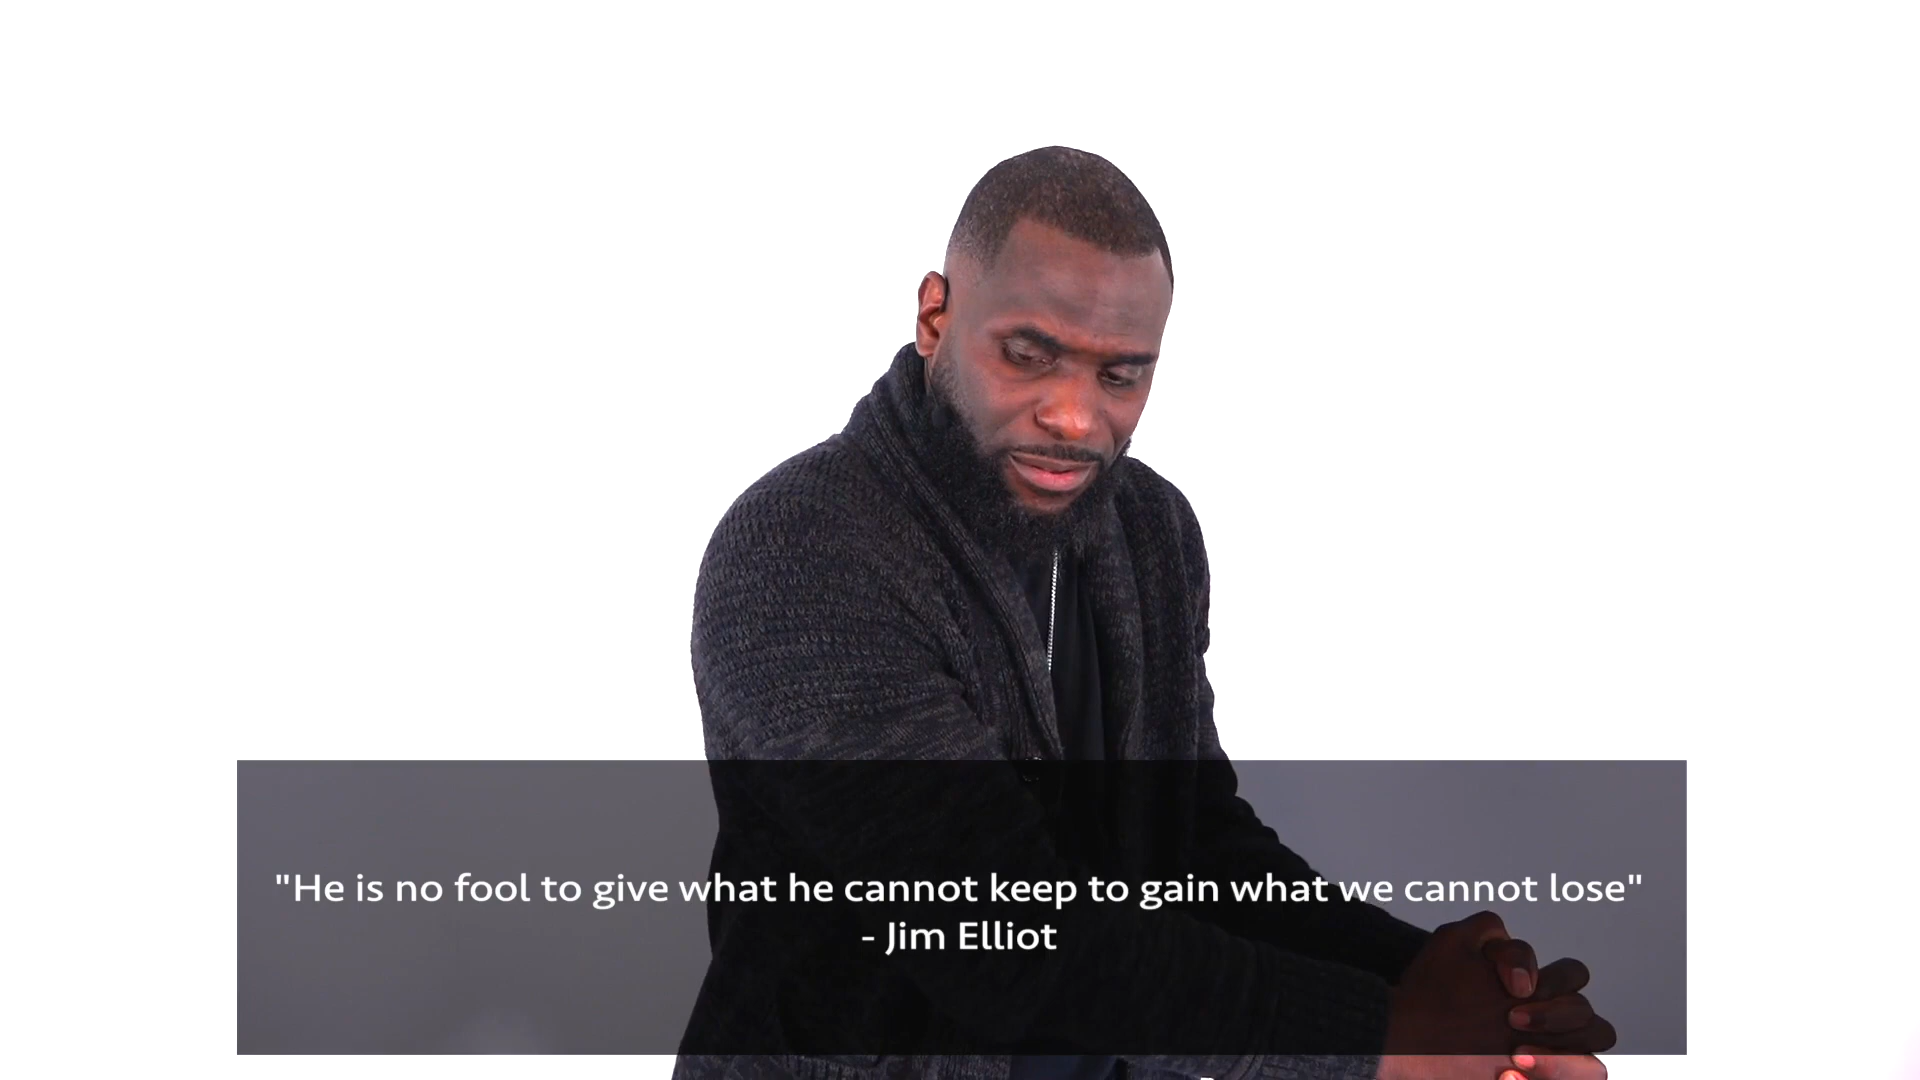 "He is no fool to give what he cannot keep to gain what we cannot lose"
- Jim Elliot